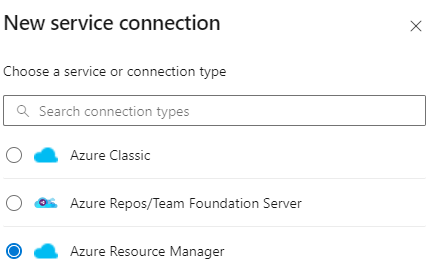 New service connection
Choose a service or connection type
Search connection types
Azure Classic
Azure Repos/Team Foundation Server
Azure Resource Manager